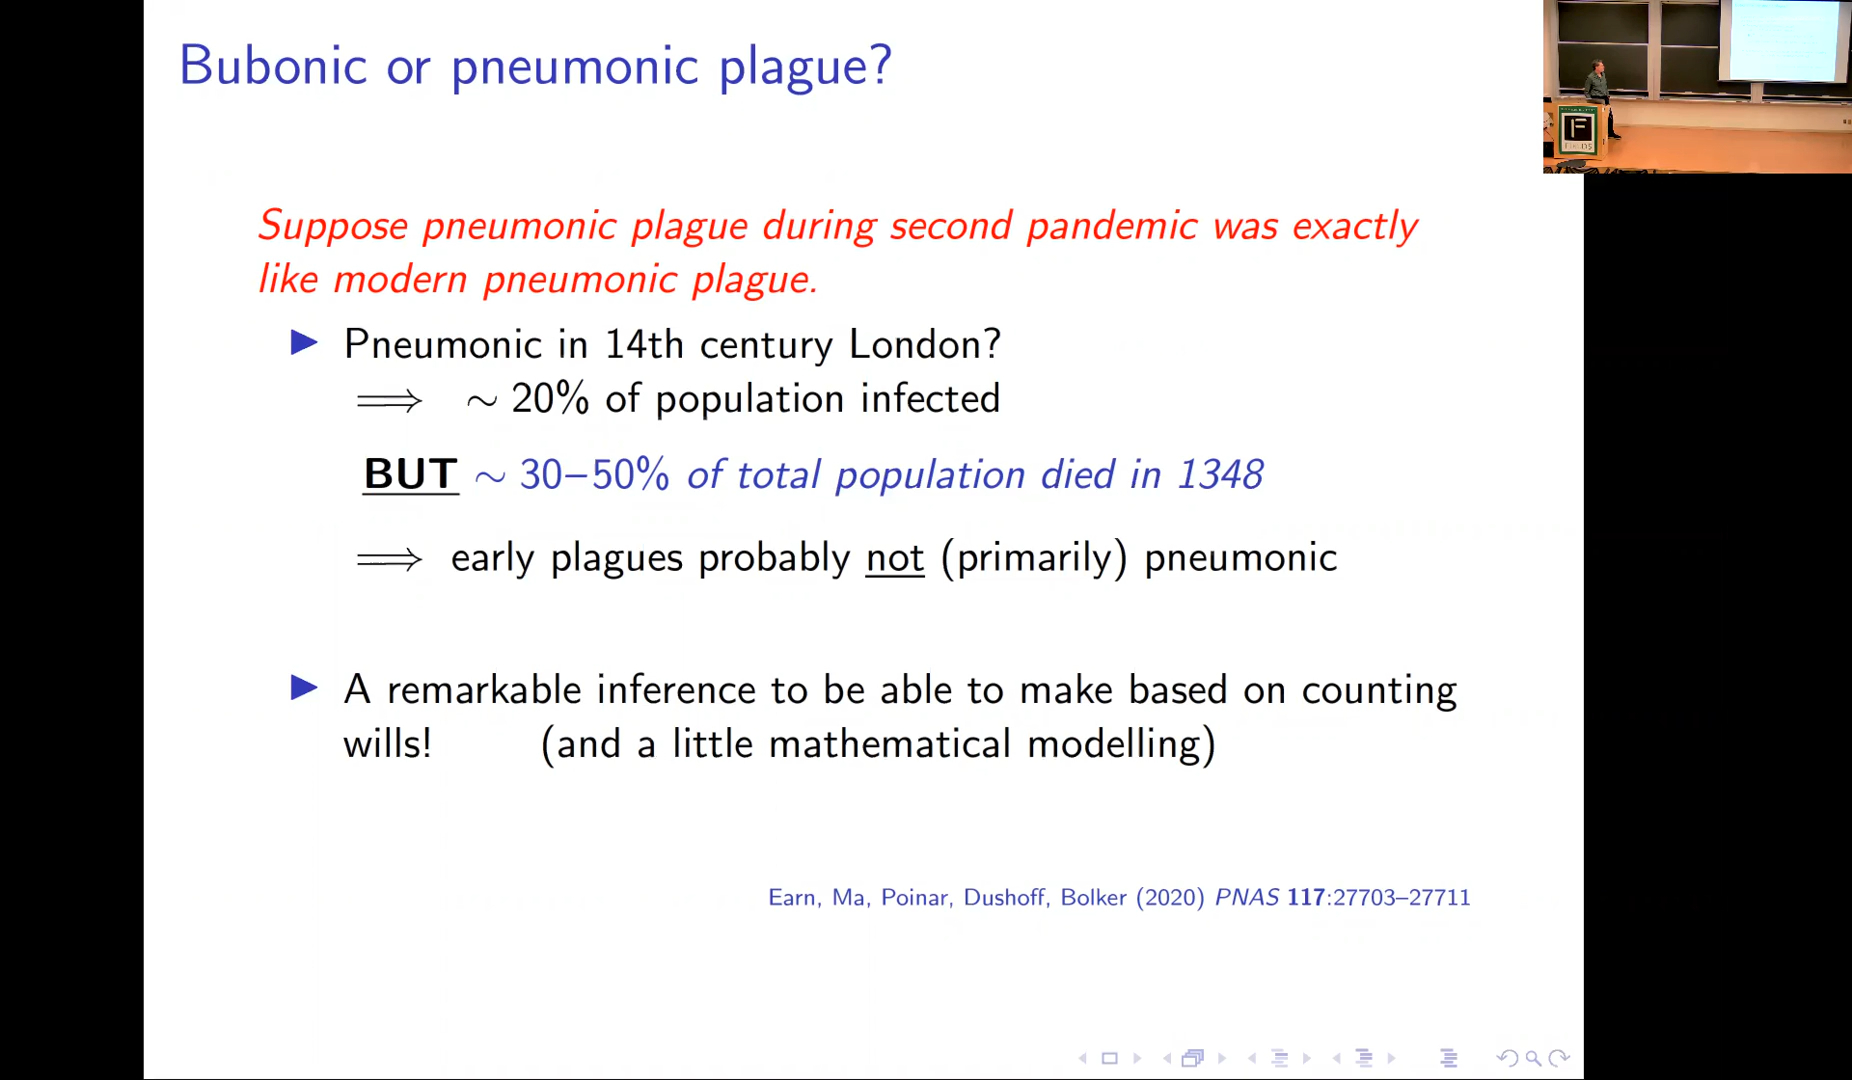 Bubonic or pneumonic plague?
Suppose pneumonic plague during second pandemic was exactly
like modern pneumonic plague.
▶ Pneumonic in 14th century London?
⟹ ∼ 20% of population infected
BUT ∼ 30–50% of total population died in 1348
⟹ early plagues probably not (primarily) pneumonic
▶ A remarkable inference to be able to make based on counting
wills! (and a little mathematical modelling)
Earn, Ma, Poinar, Dushoff, Bolker (2020) PNAS 117:27703–27711
F
FIELDS